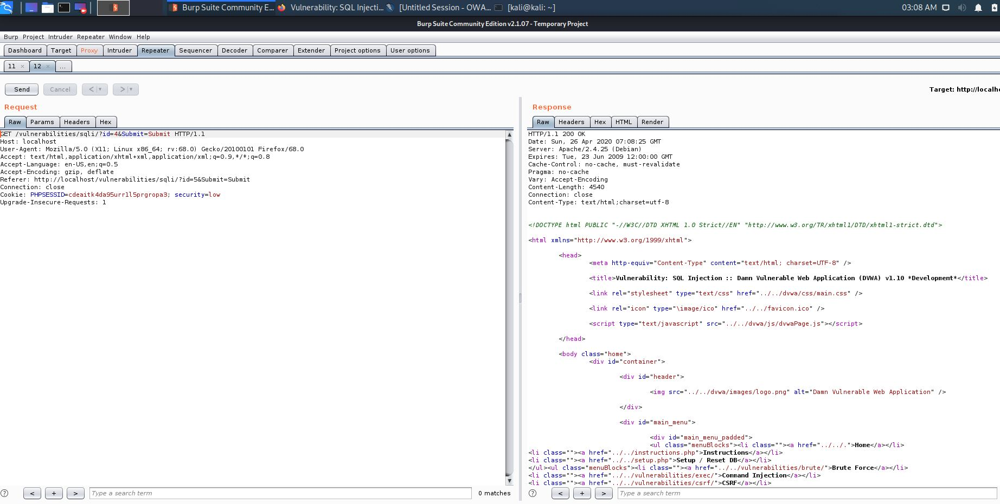 Burp Suite Community E... Vulnerability: SQL Injecti... [Untitled Session - OWA... [kali@kali: ~] 03:08 AM
Burp Suite Community Edition v2.1.07 - Temporary Project
Burp Project Intruder Repeater Window Help
Dashboard Target Proxy Intruder Repeater Sequencer Decoder Comparer Extender Project options User options
11 × 12 × ...
Send Cancel < ▼ > ▼ Target: http://localh
Request
Raw Params Headers Hex
GET /vulnerabilities/sqli/?id=4&Submit=Submit HTTP/1.1
Host: localhost
User-Agent: Mozilla/5.0 (X11; Linux x86_64; rv:68.0) Gecko/20100101 Firefox/68.0
Accept: text/html,application/xhtml+xml,application/xml;q=0.9,*/*;q=0.8
Accept-Language: en-US,en;q=0.5
Accept-Encoding: gzip, deflate
Referer: http://localhost/vulnerabilities/sqli/?id=5&Submit=Submit
Connection: close
Cookie: PHPSESSID=cdeaitk4da95urr1l5prgropa3; security=low
Upgrade-Insecure-Requests: 1
? < + > Type a search term 0 matches
Response
Raw Headers Hex HTML Render
HTTP/1.1 200 OK
Date: Sun, 26 Apr 2020 07:08:25 GMT
Server: Apache/2.4.25 (Debian)
Expires: Tue, 23 Jun 2009 12:00:00 GMT
Cache-Control: no-cache, must-revalidate
Pragma: no-cache
Vary: Accept-Encoding
Content-Length: 4540
Connection: close
Content-Type: text/html;charset=utf-8
<!DOCTYPE html PUBLIC "-//W3C//DTD XHTML 1.0 Strict//EN" "http://www.w3.org/TR/xhtml1/DTD/xhtml1-strict.dtd">
<html xmlns="http://www.w3.org/1999/xhtml">
<head>
<meta http-equiv="Content-Type" content="text/html; charset=UTF-8" />
<title>Vulnerability: SQL Injection :: Damn Vulnerable Web Application (DVWA) v1.10 *Development*</title>
<link rel="stylesheet" type="text/css" href="../../dvwa/css/main.css" />
<link rel="icon" type="\image/ico" href="../../favicon.ico" />
<script type="text/javascript" src="../../dvwa/js/dvwaPage.js"></script>
</head>
<body class="home">
<div id="container">
<div id="header">
<img src="../../dvwa/images/logo.png" alt="Damn Vulnerable Web Application" />
</div>
<div id="main_menu">
<div id="main_menu_padded">
<ul class="menuBlocks"><li class=""><a href="../../.">Home</a></li>
<li class=""><a href="../../instructions.php">Instructions</a></li>
<li class=""><a href="../../setup.php">Setup / Reset DB</a></li>
</ul><ul class="menuBlocks"><li class=""><a href="../../vulnerabilities/brute/">Brute Force</a></li>
<li class=""><a href="../../vulnerabilities/exec/">Command Injection</a></li>
<li class=""><a href="../../vulnerabilities/csrf/">CSRF</a></li>
? < + > Type a search term